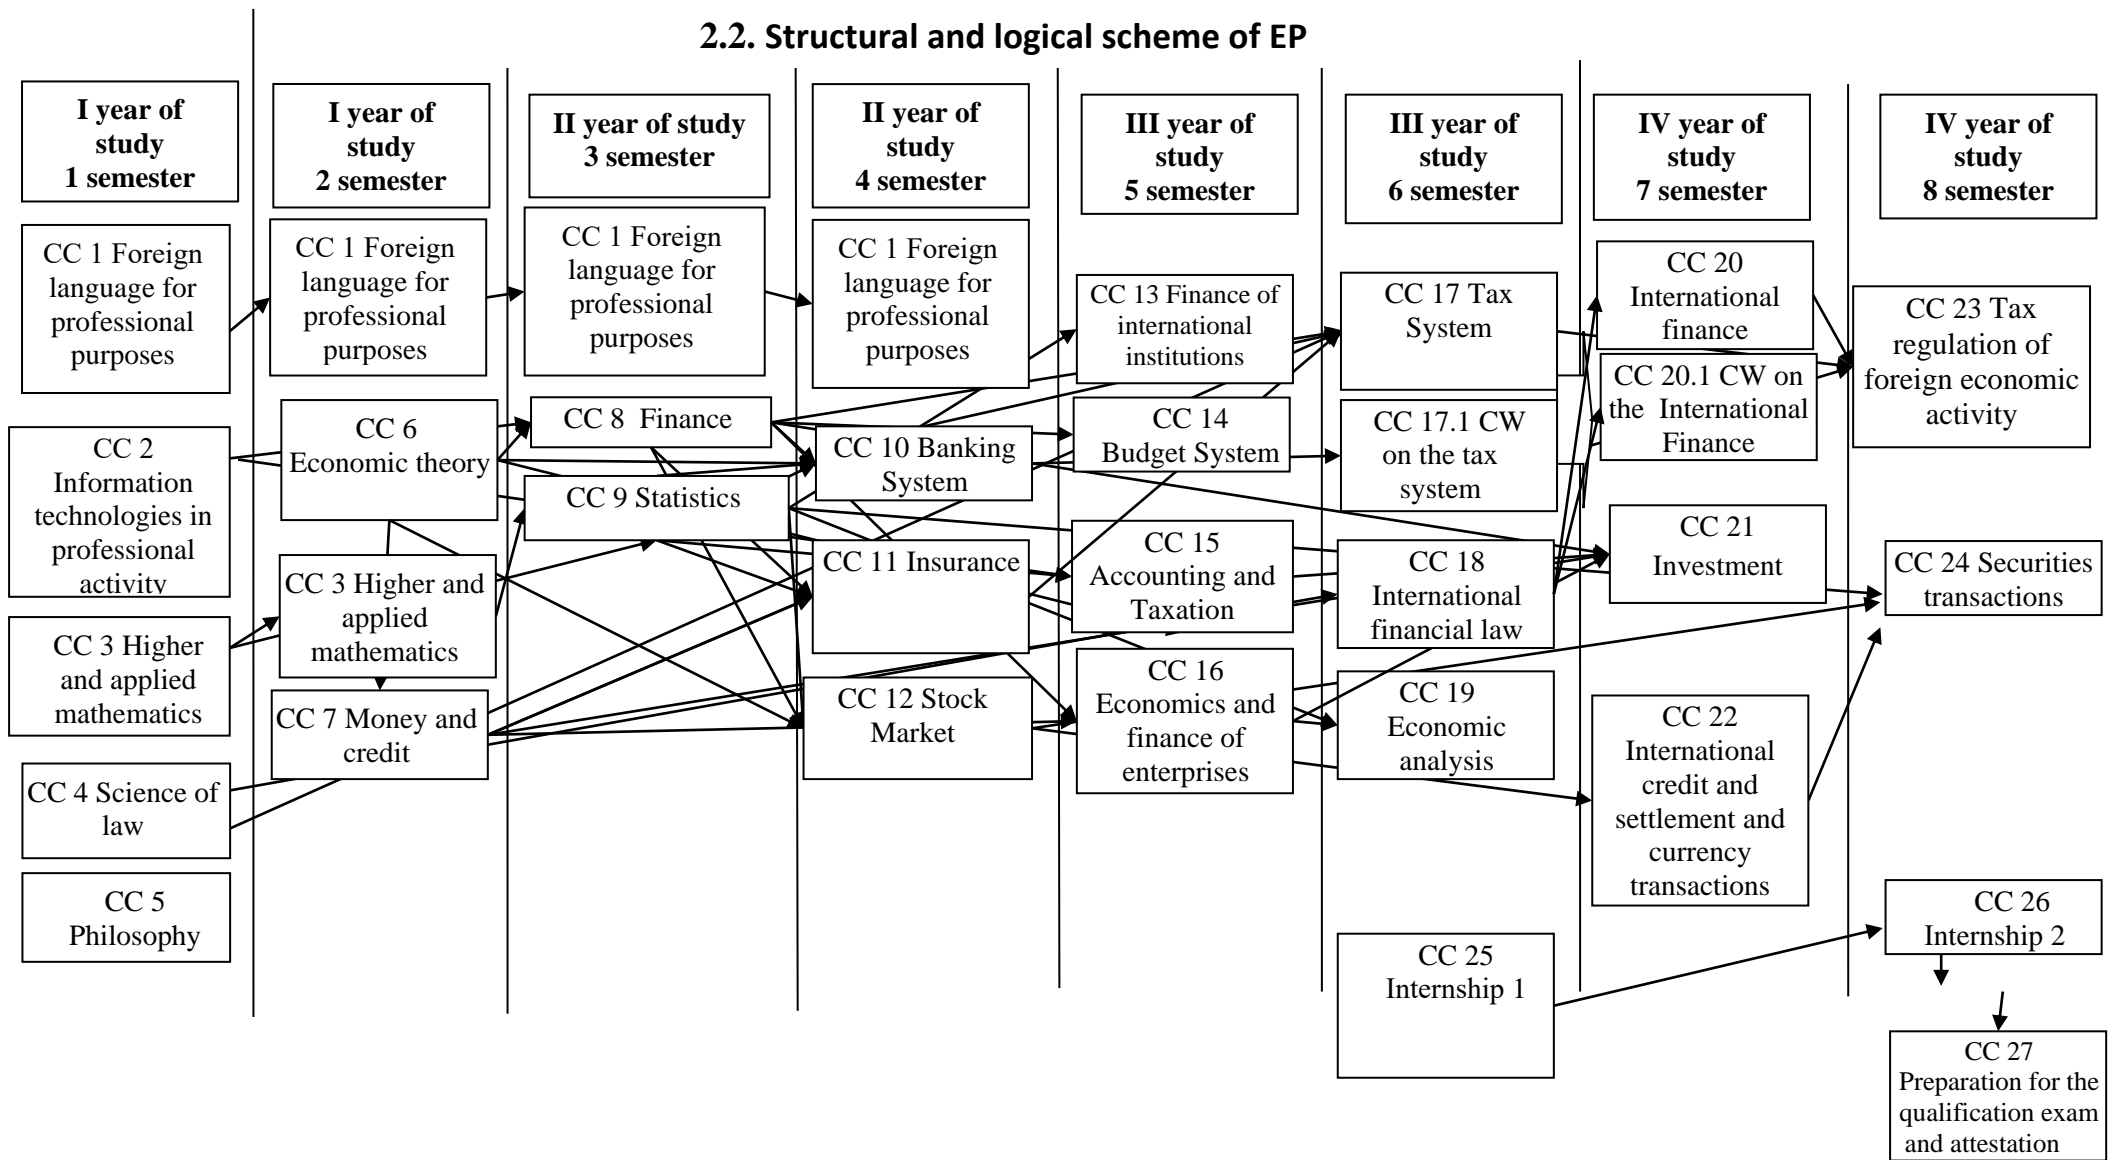 2.2. Structural and logical scheme of EP
I year of
study
1 semester
CC 1 Foreign
language for
professional
purposes
CC 2
Information
technologies in
professional
activity
CC 3 Higher
and applied
mathematics
CC 4 Science of
law
CC 5
Philosophy
I year of
study
2 semester
CC 1 Foreign
language for
professional
purposes
CC 6
Economic theory
CC 3 Higher and
applied
mathematics
CC 7 Money and
credit
II year of study
3 semester
CC 1 Foreign
language for
professional
purposes
CC 8 Finance
CC 9 Statistics
II year of
study
4 semester
CC 1 Foreign
language for
professional
purposes
CC 10 Banking
System
CC 11 Insurance
CC 12 Stock
Market
III year of
study
5 semester
CC 13 Finance of
international
institutions
CC 14
Budget System
CC 15
Accounting and
Taxation
CC 16
Economics and
finance of
enterprises
III year of
study
6 semester
CC 17 Tax
System
CC 17.1 CW
on the tax
system
CC 18
International
financial law
CC 19
Economic
analysis
CC 25
Internship 1
IV year of
study
7 semester
CC 20
International
finance
CC 20.1 CW on
the International
Finance
CC 21
Investment
CC 22
International
credit and
settlement and
currency
transactions
IV year of
study
8 semester
CC 23 Tax
regulation of
foreign economic
activity
CC 24 Securities
transactions
CC 26
Internship 2
CC 27
Preparation for the
qualification exam
and attestation